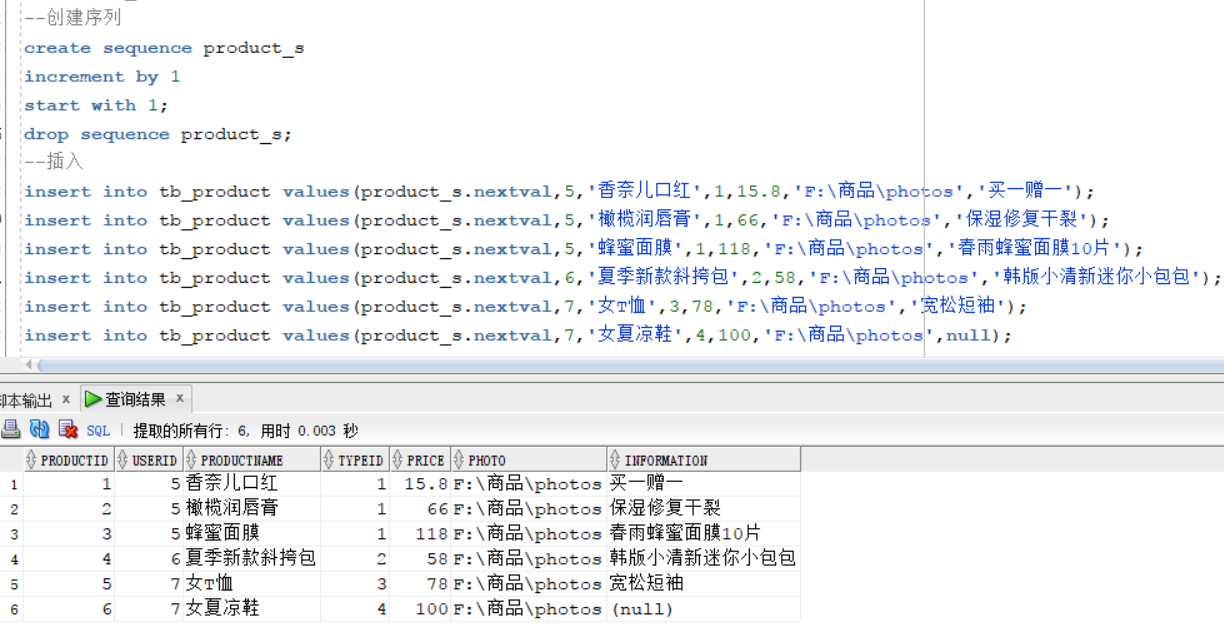 --创建序列
create sequence product_s
increment by 1
start with 1;
drop sequence product_s;
--插入
insert into tb_product values(product_s.nextval,5,'香奈儿口红',1,15.8,'F:\商品\photos','买一赠一');
insert into tb_product values(product_s.nextval,5,'橄榄润唇膏',1,66,'F:\商品\photos','保湿修复干裂');
insert into tb_product values(product_s.nextval,5,'蜂蜜面膜',1,118,'F:\商品\photos','春雨蜂蜜面膜10片');
insert into tb_product values(product_s.nextval,6,'夏季新款斜挎包',2,58,'F:\商品\photos','韩版小清新迷你小包包');
insert into tb_product values(product_s.nextval,7,'女T恤',3,78,'F:\商品\photos','宽松短袖');
insert into tb_product values(product_s.nextval,7,'女夏凉鞋',4,100,'F:\商品\photos',null);
本输出 x 查询结果 x
SQL | 提取的所有行: 6, 用时 0.003 秒
PRODUCTID USERID PRODUCTNAME TYPEID PRICE PHOTO INFORMATION
1 1 5 香奈儿口红 1 15.8 F:\商品\photos 买一赠一
2 2 5 橄榄润唇膏 1 66 F:\商品\photos 保湿修复干裂
3 3 5 蜂蜜面膜 1 118 F:\商品\photos 春雨蜂蜜面膜10片
4 4 6 夏季新款斜挎包 2 58 F:\商品\photos 韩版小清新迷你小包包
5 5 7 女T恤 3 78 F:\商品\photos 宽松短袖
6 6 7 女夏凉鞋 4 100 F:\商品\photos (null)